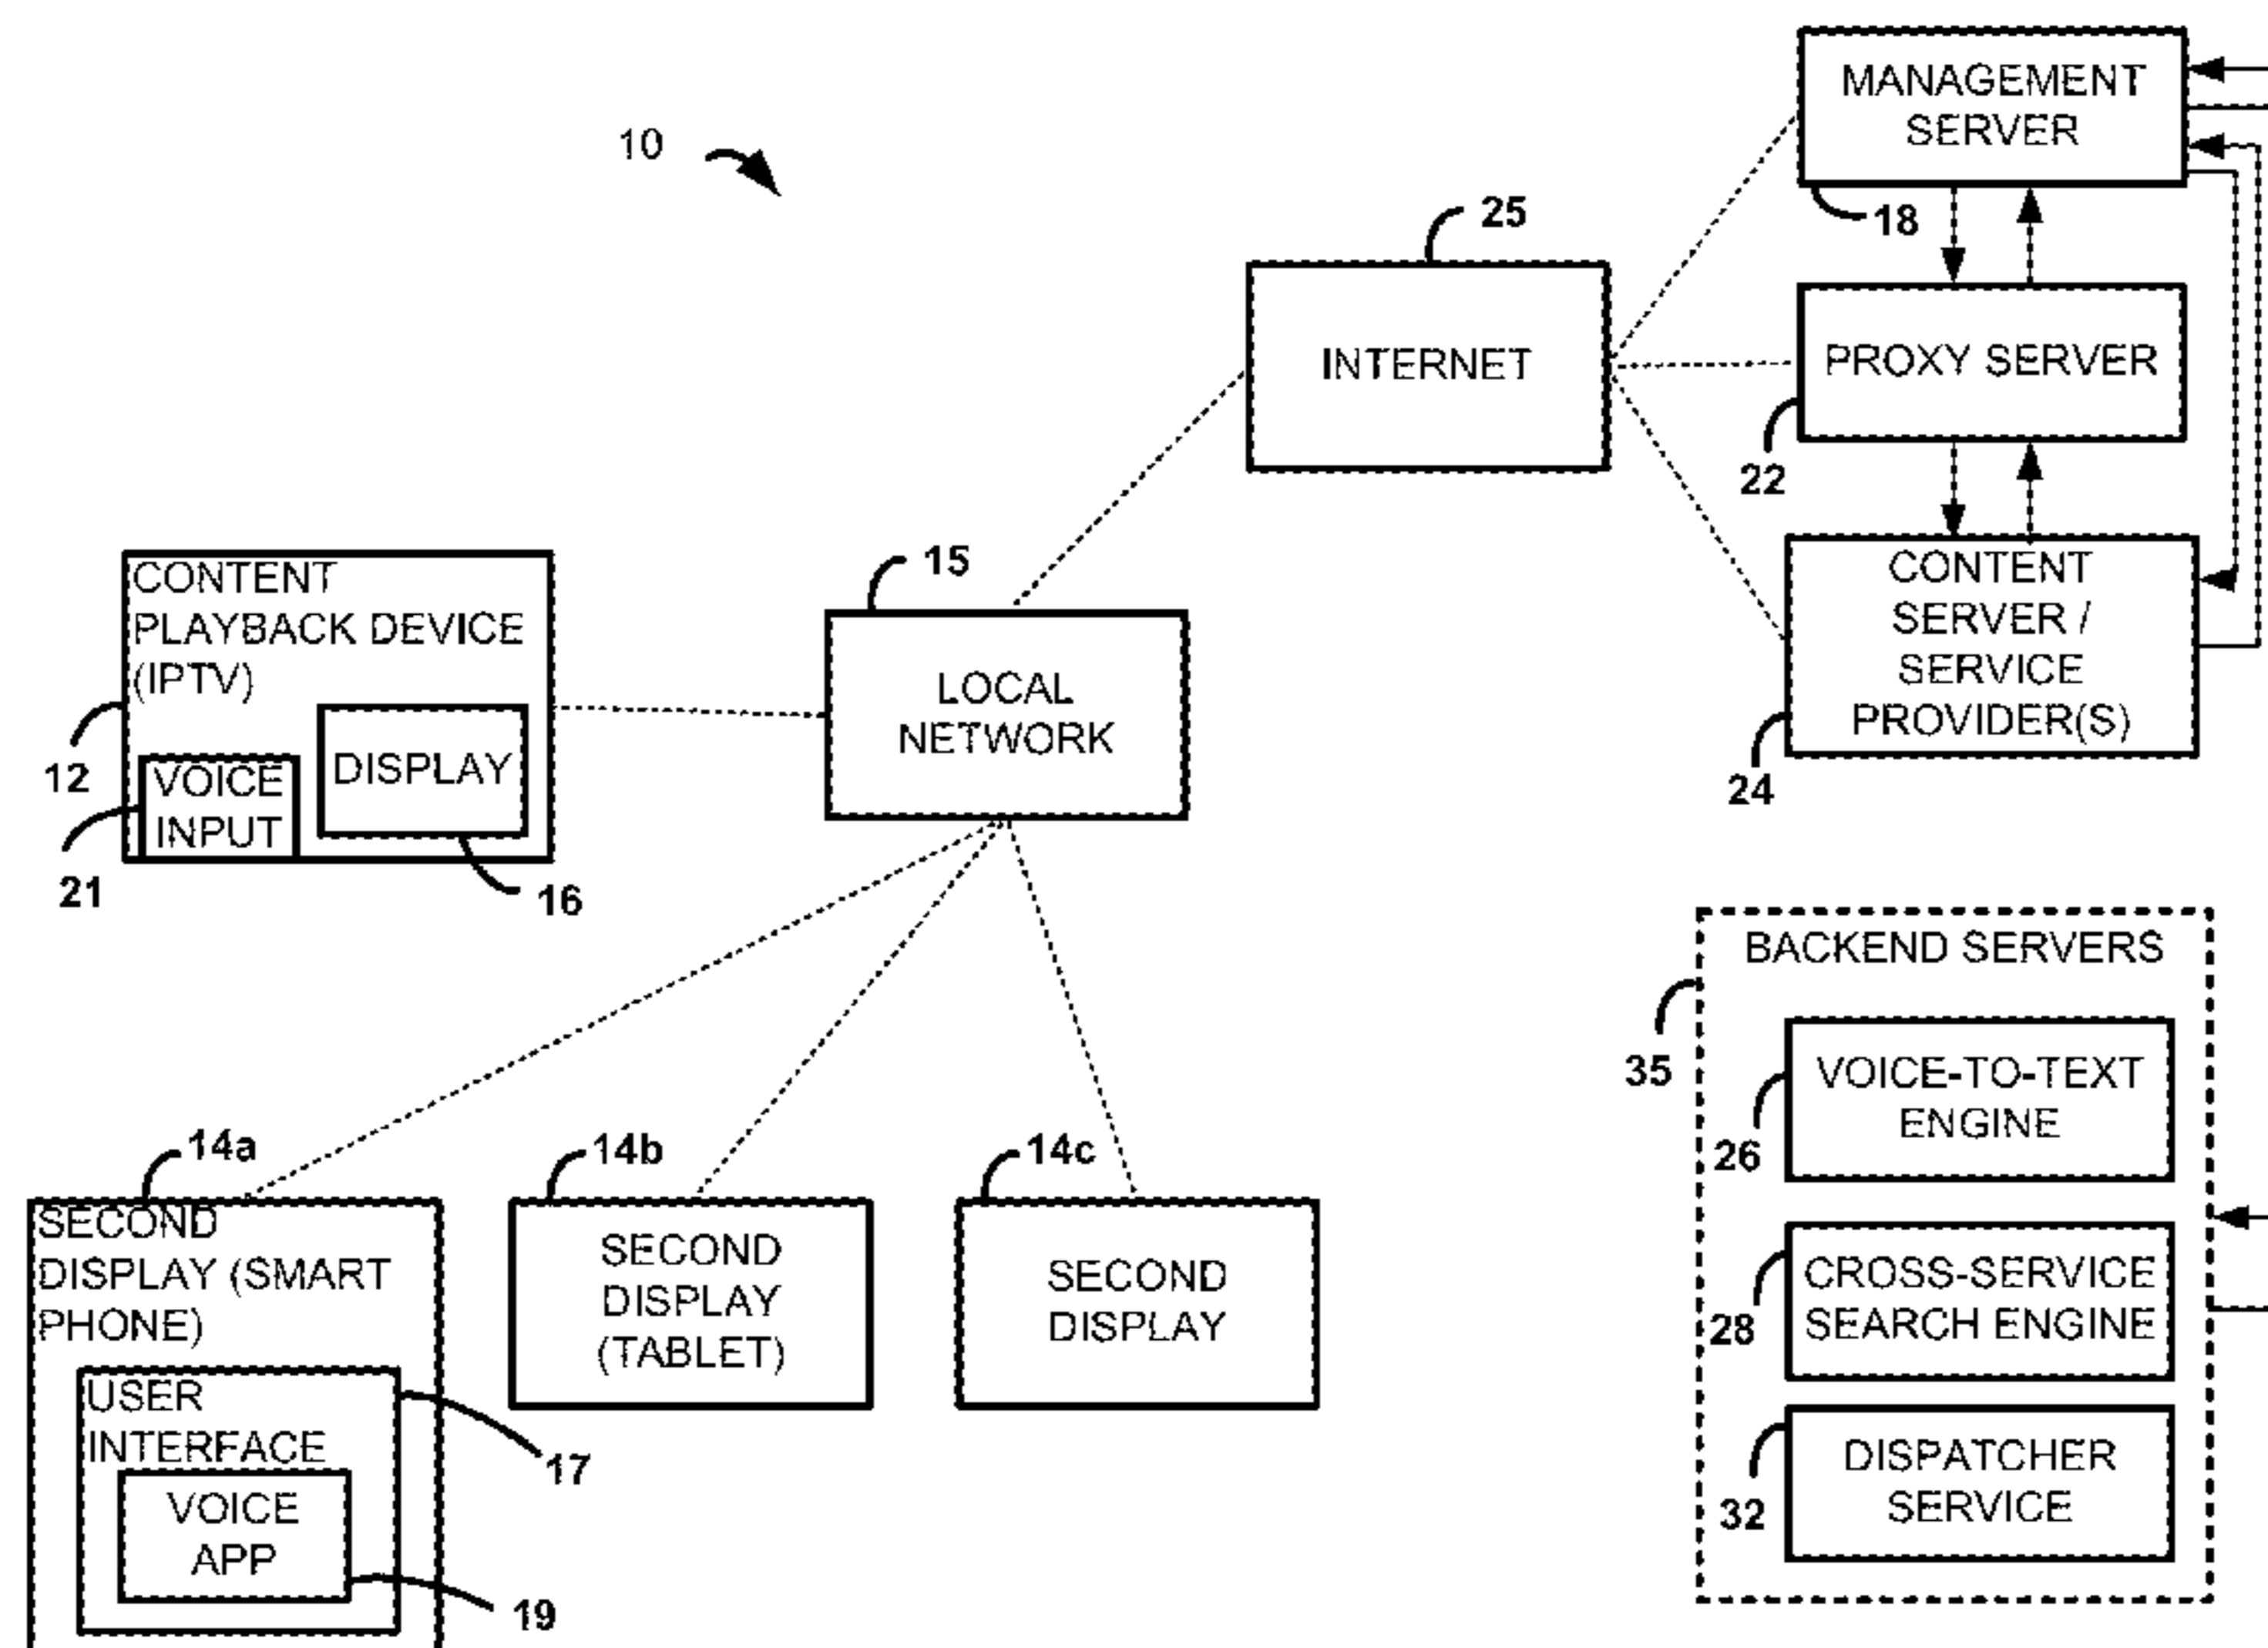 10
MANAGEMENT
SERVER
18
25
INTERNET
PROXY SERVER
22
CONTENT
SERVER /
SERVICE
PROVIDER(S)
24
15
LOCAL
NETWORK
CONTENT
PLAYBACK DEVICE
(IPTV)
DISPLAY
VOICE
INPUT
12
21
16
BACKEND SERVERS
35
VOICE-TO-TEXT
ENGINE
26
CROSS-SERVICE
SEARCH ENGINE
28
DISPATCHER
SERVICE
32
14a
SECOND
DISPLAY (SMART
PHONE)
USER
INTERFACE
17
VOICE
APP
19
14b
SECOND
DISPLAY
(TABLET)
14c
SECOND
DISPLAY